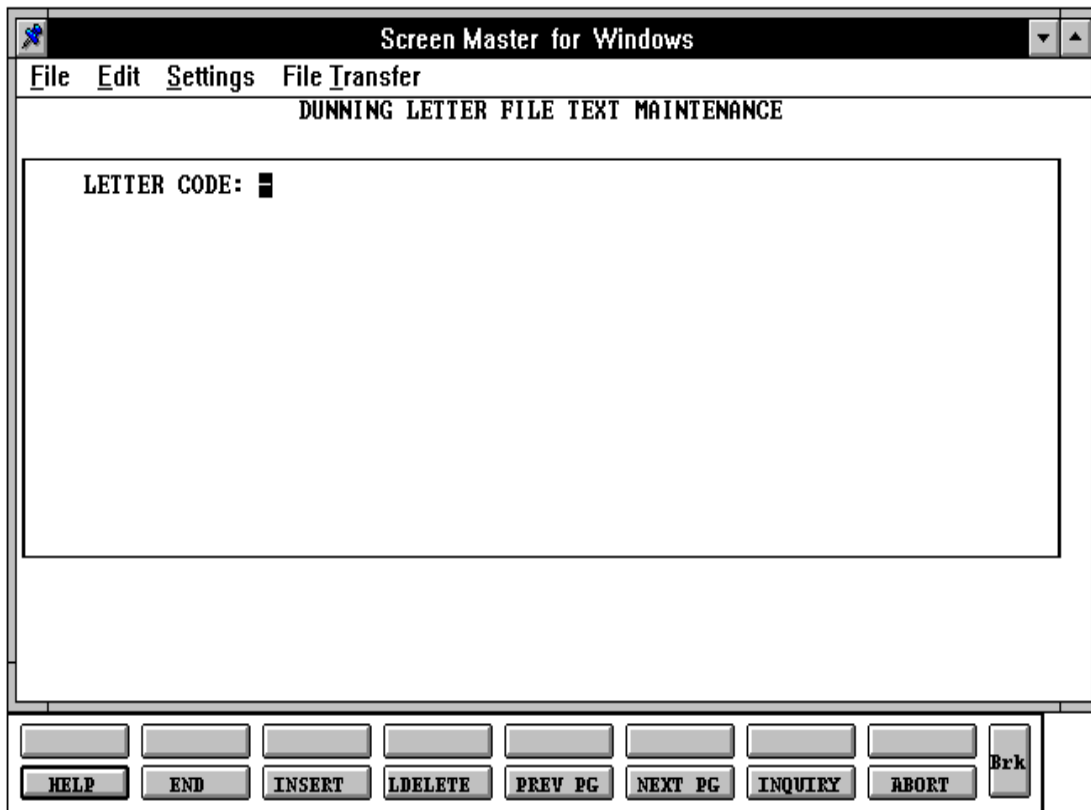 Screen Master for Windows
File Edit Settings File Transfer
DUNNING LETTER FILE TEXT MAINTENANCE
LETTER CODE:
HELP END INSERT LDELETE PREV PG NEXT PG INQUIRY ABORT Brk